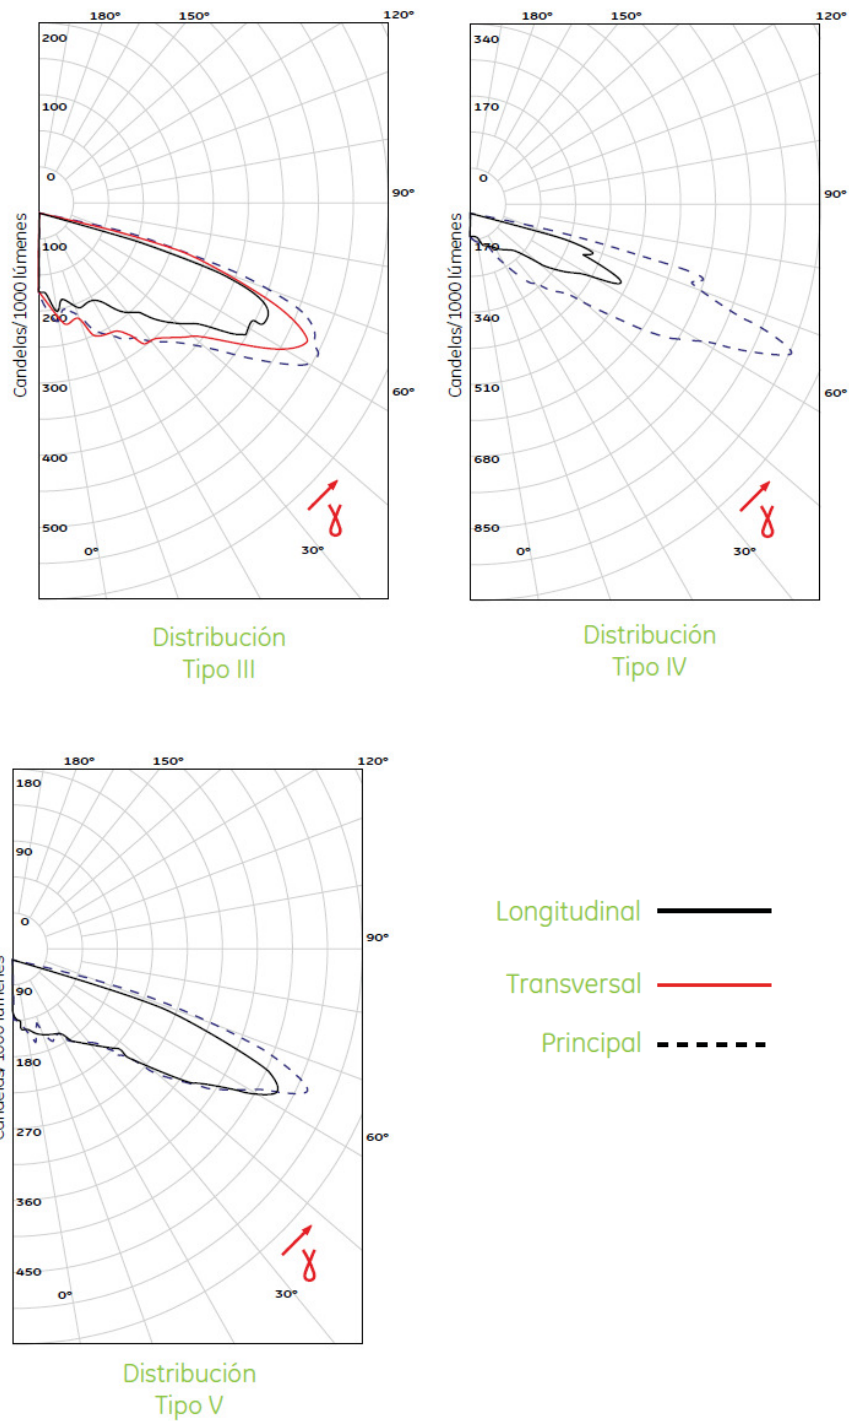 180° 150° 120°
200
100
0
90°
100
200
300
400
500
Candelas/ 1000 lúmenes
60°
0° 30°
γ
Distribución
Tipo III
180° 150° 120°
340
170
0
90°
170
340
510
680
850
Candelas/ 1000 lúmenes
60°
0° 30°
γ
Distribución
Tipo IV
180° 150° 120°
180
90
0
90°
90
180
270
360
450
Candelas/ 1000 lúmenes
60°
0° 30°
γ
Distribución
Tipo V
Longitudinal
Transversal
Principal